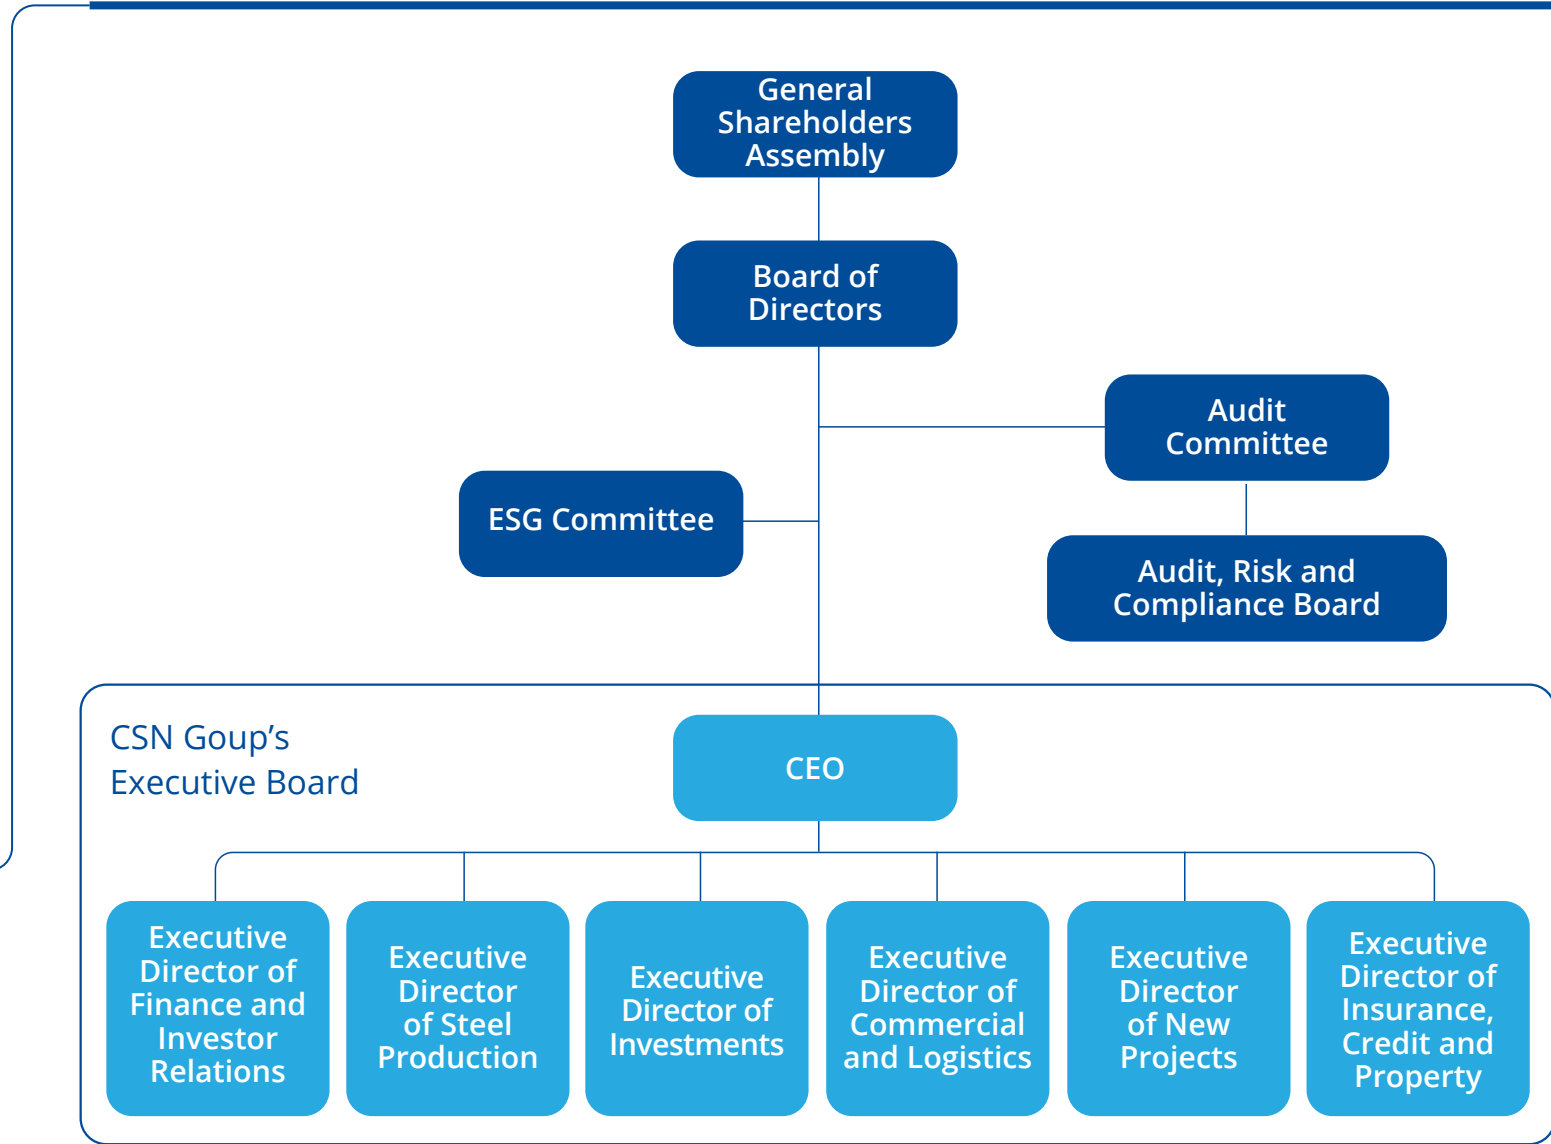 General
Shareholders
Assembly
Board of
Directors
Audit
Committee
ESG Committee
Audit, Risk and
Compliance Board
CSN Goup’s
Executive Board
CEO
Executive
Director of
Finance and
Investor
Relations
Executive
Director
of Steel
Production
Executive
Director of
Investments
Executive
Director of
Commercial
and Logistics
Executive
Director
of New
Projects
Executive
Director of
Insurance,
Credit and
Property